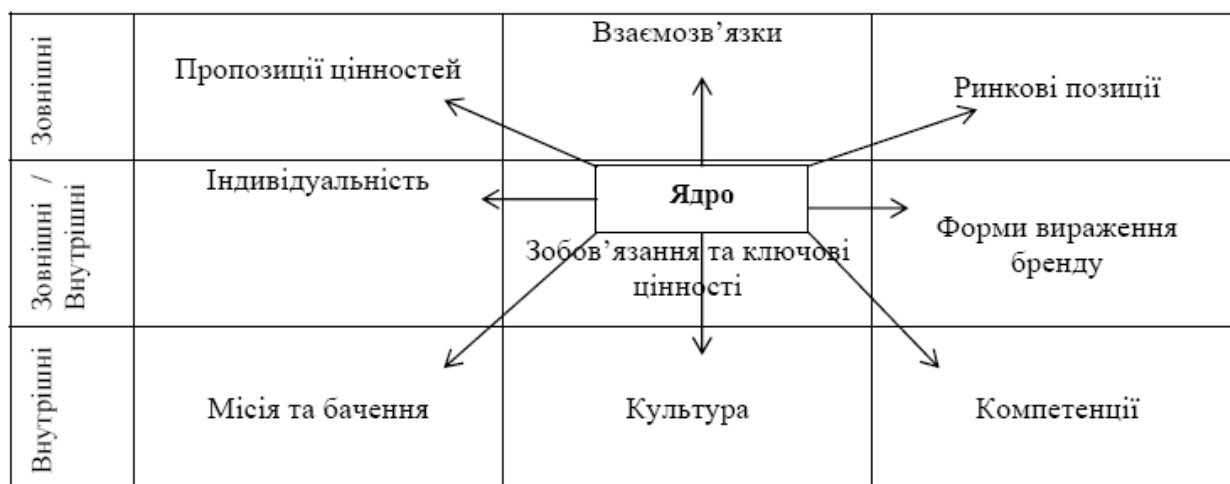 Зовнішні
Пропозиції цінностей
Взаємозв’язки
Ринкові позиції
Зовнішні /
Внутрішні
Індивідуальність
Ядро
Зобов’язання та ключові
цінності
Форми вираження
бренду
Внутрішні
Місія та бачення
Культура
Компетенції